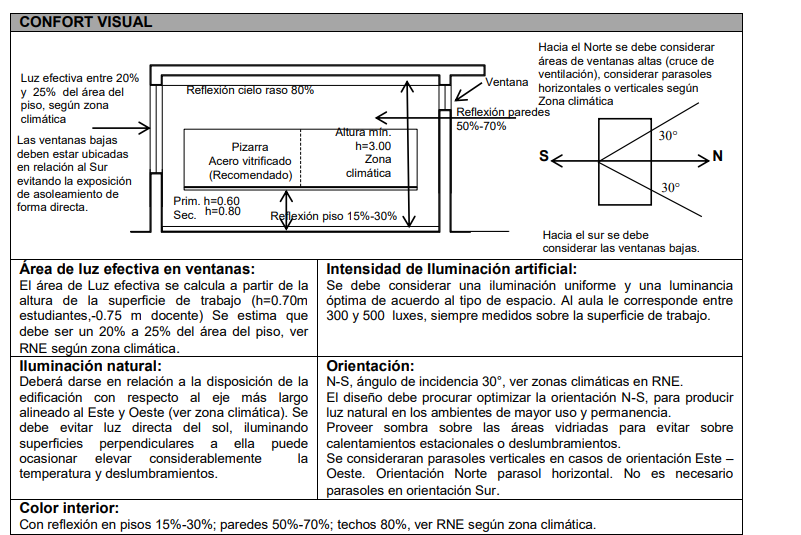 CONFORT VISUAL
Luz efectiva entre 20%
y 25% del área del
piso, según zona
climática
Las ventanas bajas
deben estar ubicadas
en relación al Sur
evitando la exposición
de asoleamiento de
forma directa.
Reflexión cielo raso 80%
Pizarra
Acero vitrificado
(Recomendado)
Altura mín.
h=3.00
Zona
climática
Prim. h=0.60
Sec. h=0.80
Reflexión piso 15%-30%
Ventana
Reflexión paredes
50%-70%
Hacia el Norte se debe considerar
áreas de ventanas altas (cruce de
ventilación), considerar parasoles
horizontales o verticales según
Zona climática
30°
S
N
30°
Hacia el sur se debe
considerar las ventanas bajas.
Área de luz efectiva en ventanas:
El área de Luz efectiva se calcula a partir de la
altura de la superficie de trabajo (h=0.70m
estudiantes,-0.75 m docente) Se estima que
debe ser un 20% a 25% del área del piso, ver
RNE según zona climática.
Intensidad de Iluminación artificial:
Se debe considerar una iluminación uniforme y una luminancia
óptima de acuerdo al tipo de espacio. Al aula le corresponde entre
300 y 500 luxes, siempre medidos sobre la superficie de trabajo.
Iluminación natural:
Deberá darse en relación a la disposición de la
edificación con respecto al eje más largo
alineado al Este y Oeste (ver zona climática). Se
debe evitar luz directa del sol, iluminando
superficies perpendiculares a ella puede
ocasionar elevar considerablemente la
temperatura y deslumbramientos.
Orientación:
N-S, ángulo de incidencia 30°, ver zonas climáticas en RNE.
El diseño debe procurar optimizar la orientación N-S, para producir
luz natural en los ambientes de mayor uso y permanencia.
Proveer sombra sobre las áreas vidriadas para evitar sobre
calentamientos estacionales o deslumbramientos.
Se consideraran parasoles verticales en casos de orientación Este –
Oeste. Orientación Norte parasol horizontal. No es necesario
parasoles en orientación Sur.
Color interior:
Con reflexión en pisos 15%-30%; paredes 50%-70%; techos 80%, ver RNE según zona climática.